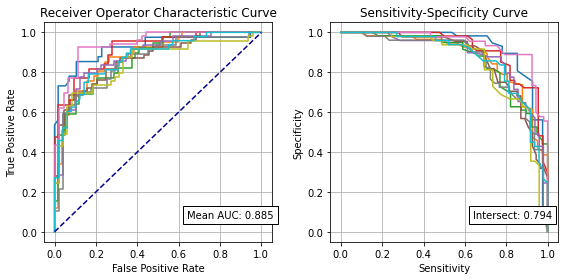 Receiver Operator Characteristic Curve
True Positive Rate
1.0
0.8
0.6
0.4
0.2
0.0
Mean AUC: 0.885
0.0 0.2 0.4 0.6 0.8 1.0
False Positive Rate
Sensitivity-Specificity Curve
Specificity
1.0
0.8
0.6
0.4
0.2
0.0
Intersect: 0.794
0.0 0.2 0.4 0.6 0.8 1.0
Sensitivity